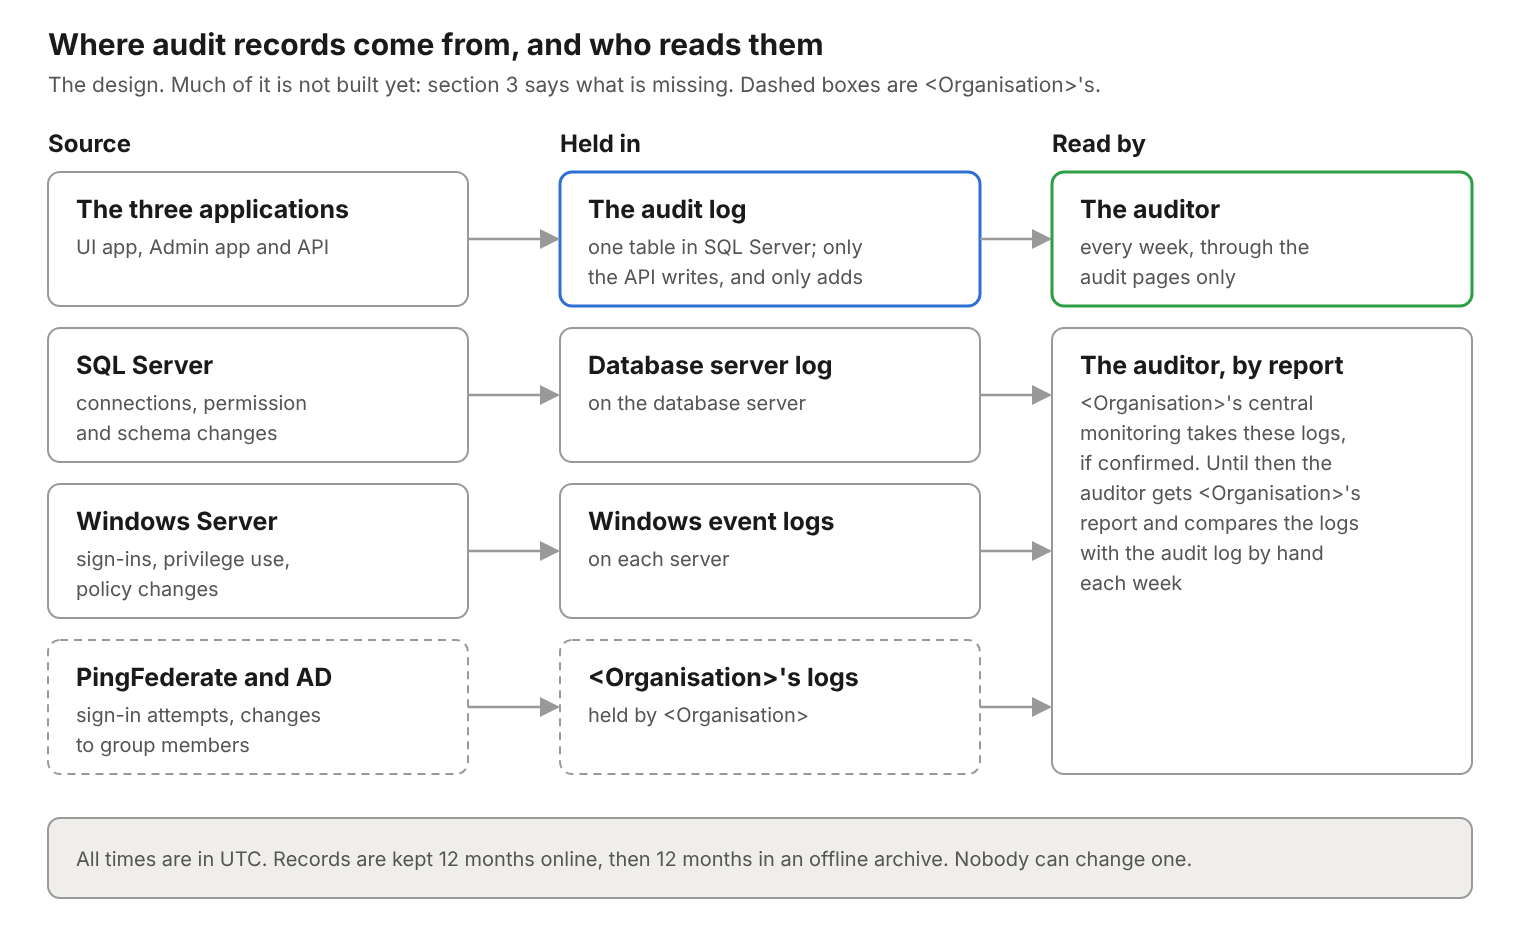 Where audit records come from, and who reads them
The design. Much of it is not built yet: section 3 says what is missing. Dashed boxes are <Organisation>'s.
Source
Held in
Read by
The three applications
UI app, Admin app and API
The audit log
one table in SQL Server; only
the API writes, and only adds
The auditor
every week, through the
audit pages only
SQL Server
connections, permission
and schema changes
Database server log
on the database server
The auditor, by report
<Organisation>'s central
monitoring takes these logs,
if confirmed. Until then the
auditor gets <Organisation>'s
report and compares the logs
with the audit log by hand
each week
Windows Server
sign-ins, privilege use,
policy changes
Windows event logs
on each server
PingFederate and AD
sign-in attempts, changes
to group members
<Organisation>'s logs
held by <Organisation>
All times are in UTC. Records are kept 12 months online, then 12 months in an offline archive. Nobody can change one.